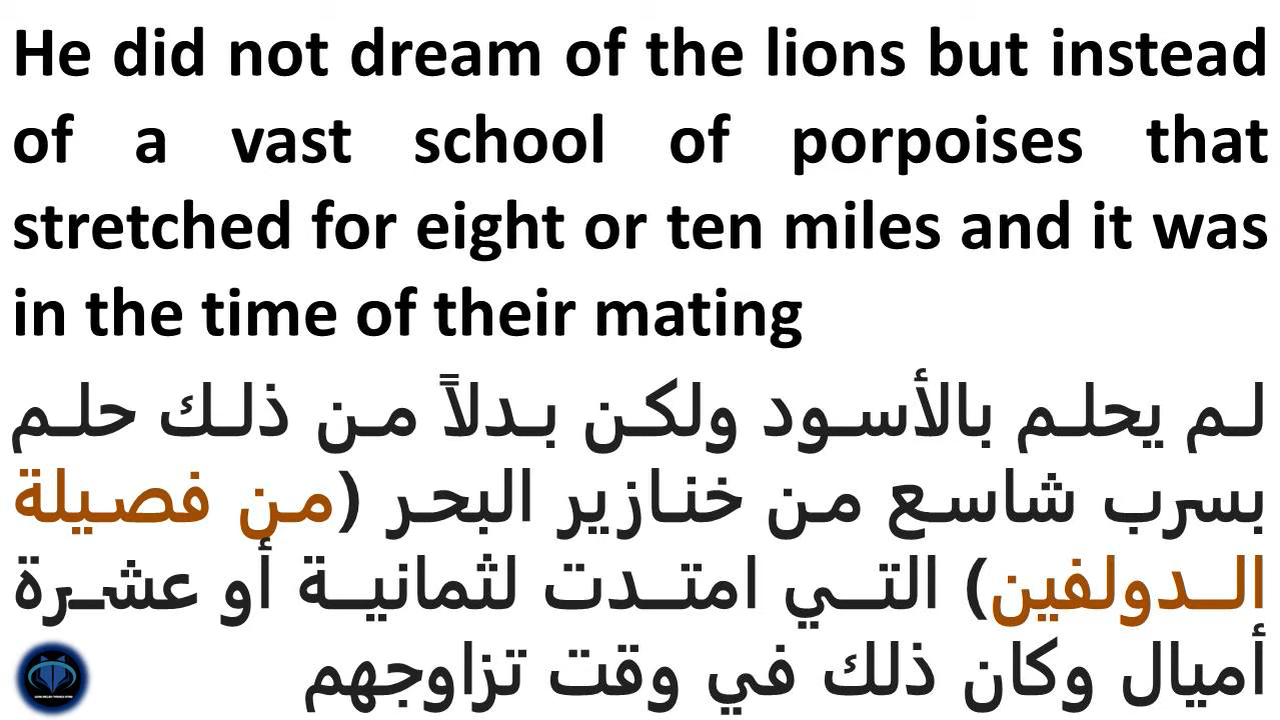 He did not dream of the lions but instead
of a vast school of porpoises that
stretched for eight or ten miles and it was
in the time of their mating
لم يحلم بالأسود ولكن بدلاً من ذلك حلم
بسرب شاسع من خنازير البحر (من فصيلة
الدولفين) التي امتدت لثمانية أو عشرة
أميال وكان ذلك في وقت تزاوجهم